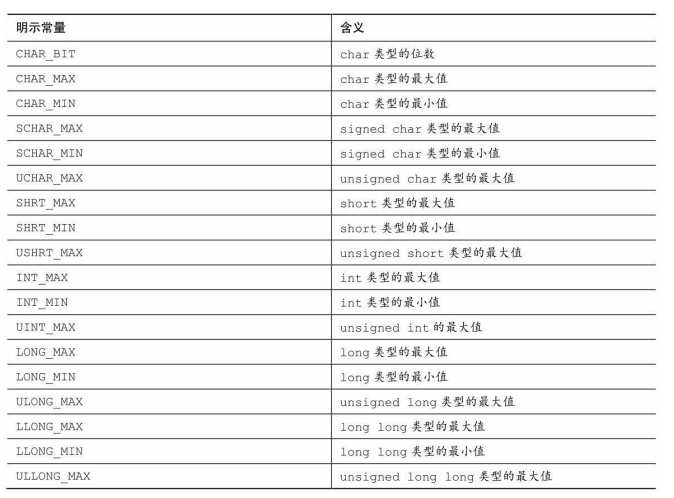 明示常量 含义
CHAR_BIT char 类型的位数
CHAR_MAX char 类型的最大值
CHAR_MIN char 类型的最小值
SCHAR_MAX signed char 类型的最大值
SCHAR_MIN signed char 类型的最小值
UCHAR_MAX unsigned char 类型的最大值
SHRT_MAX short 类型的最大值
SHRT_MIN short 类型的最小值
USHRT_MAX unsigned short 类型的最大值
INT_MAX int 类型的最大值
INT_MIN int 类型的最小值
UINT_MAX unsigned int 的最大值
LONG_MAX long 类型的最大值
LONG_MIN long 类型的最小值
ULONG_MAX unsigned long 类型的最大值
LLONG_MAX long long 类型的最大值
LLONG_MIN long long 类型的最小值
ULLONG_MAX unsigned long long 类型的最大值